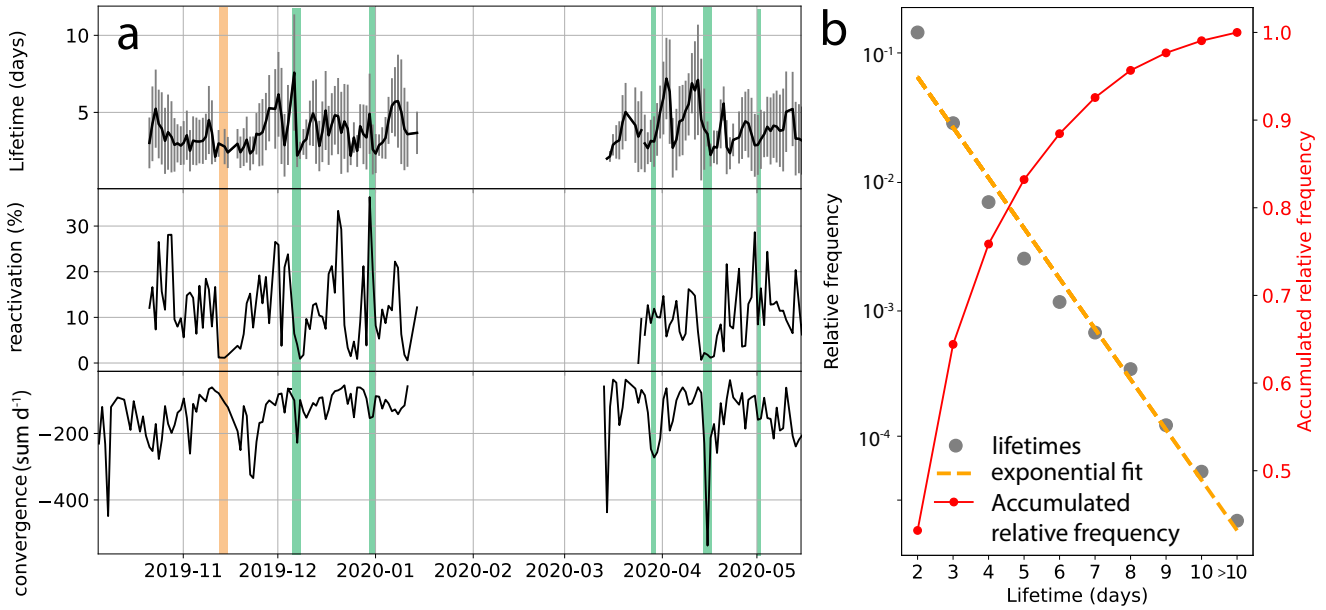 a
Lifetime (days)
10
5
reactivation (%)
30
20
10
0
convergence (sum d⁻¹)
−200
−400
2019-11 2019-12 2020-01 2020-02 2020-03 2020-04 2020-05
b
Relative frequency
10⁻¹
10⁻²
10⁻³
10⁻⁴
1.0
0.9
0.8
0.7
0.6
0.5
Accumulated relative frequency
lifetimes
exponential fit
Accumulated
relative frequency
2 3 4 5 6 7 8 9 10 >10
Lifetime (days)